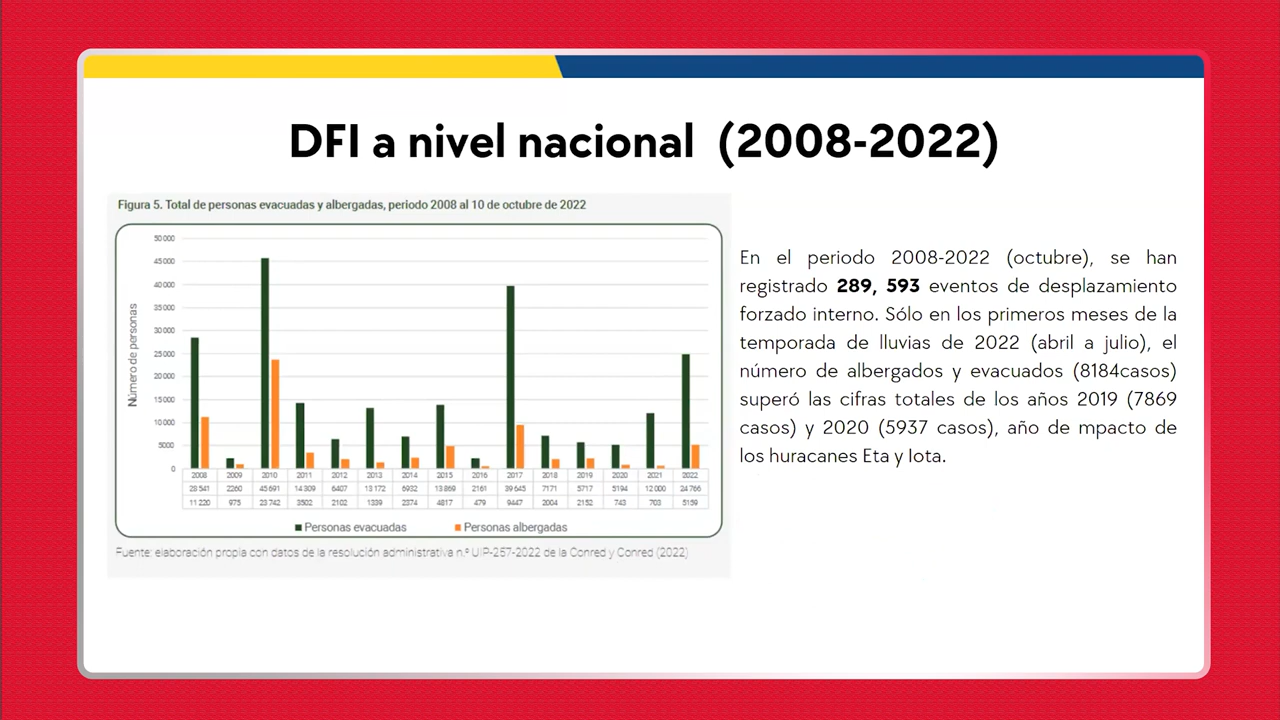 DFI a nivel nacional (2008-2022)
Figura 5. Total de personas evacuadas y albergadas, periodo 2008 al 10 de octubre de 2022
Número de personas
50 000
45 000
40 000
35 000
30 000
25 000
20 000
15 000
10 000
5000
0
2008 2009 2010 2011 2012 2013 2014 2015 2016 2017 2018 2019 2020 2021 2022
28 541 2260 45 691 14 309 6407 13 172 6932 13 869 2161 39 645 7171 5717 5194 12 000 24 766
11 220 975 23 742 3502 2102 1339 2374 4817 479 9447 2004 2152 743 703 5159
Personas evacuadas Personas albergadas
Fuente: elaboración propia con datos de la resolución administrativa n.º UIP-257-2022 de la Conred y Conred (2022)
En el periodo 2008-2022 (octubre), se han
registrado 289, 593 eventos de desplazamiento
forzado interno. Sólo en los primeros meses de la
temporada de lluvias de 2022 (abril a julio), el
número de albergados y evacuados (8184casos)
superó las cifras totales de los años 2019 (7869
casos) y 2020 (5937 casos), año de mpacto de
los huracanes Eta y Iota.